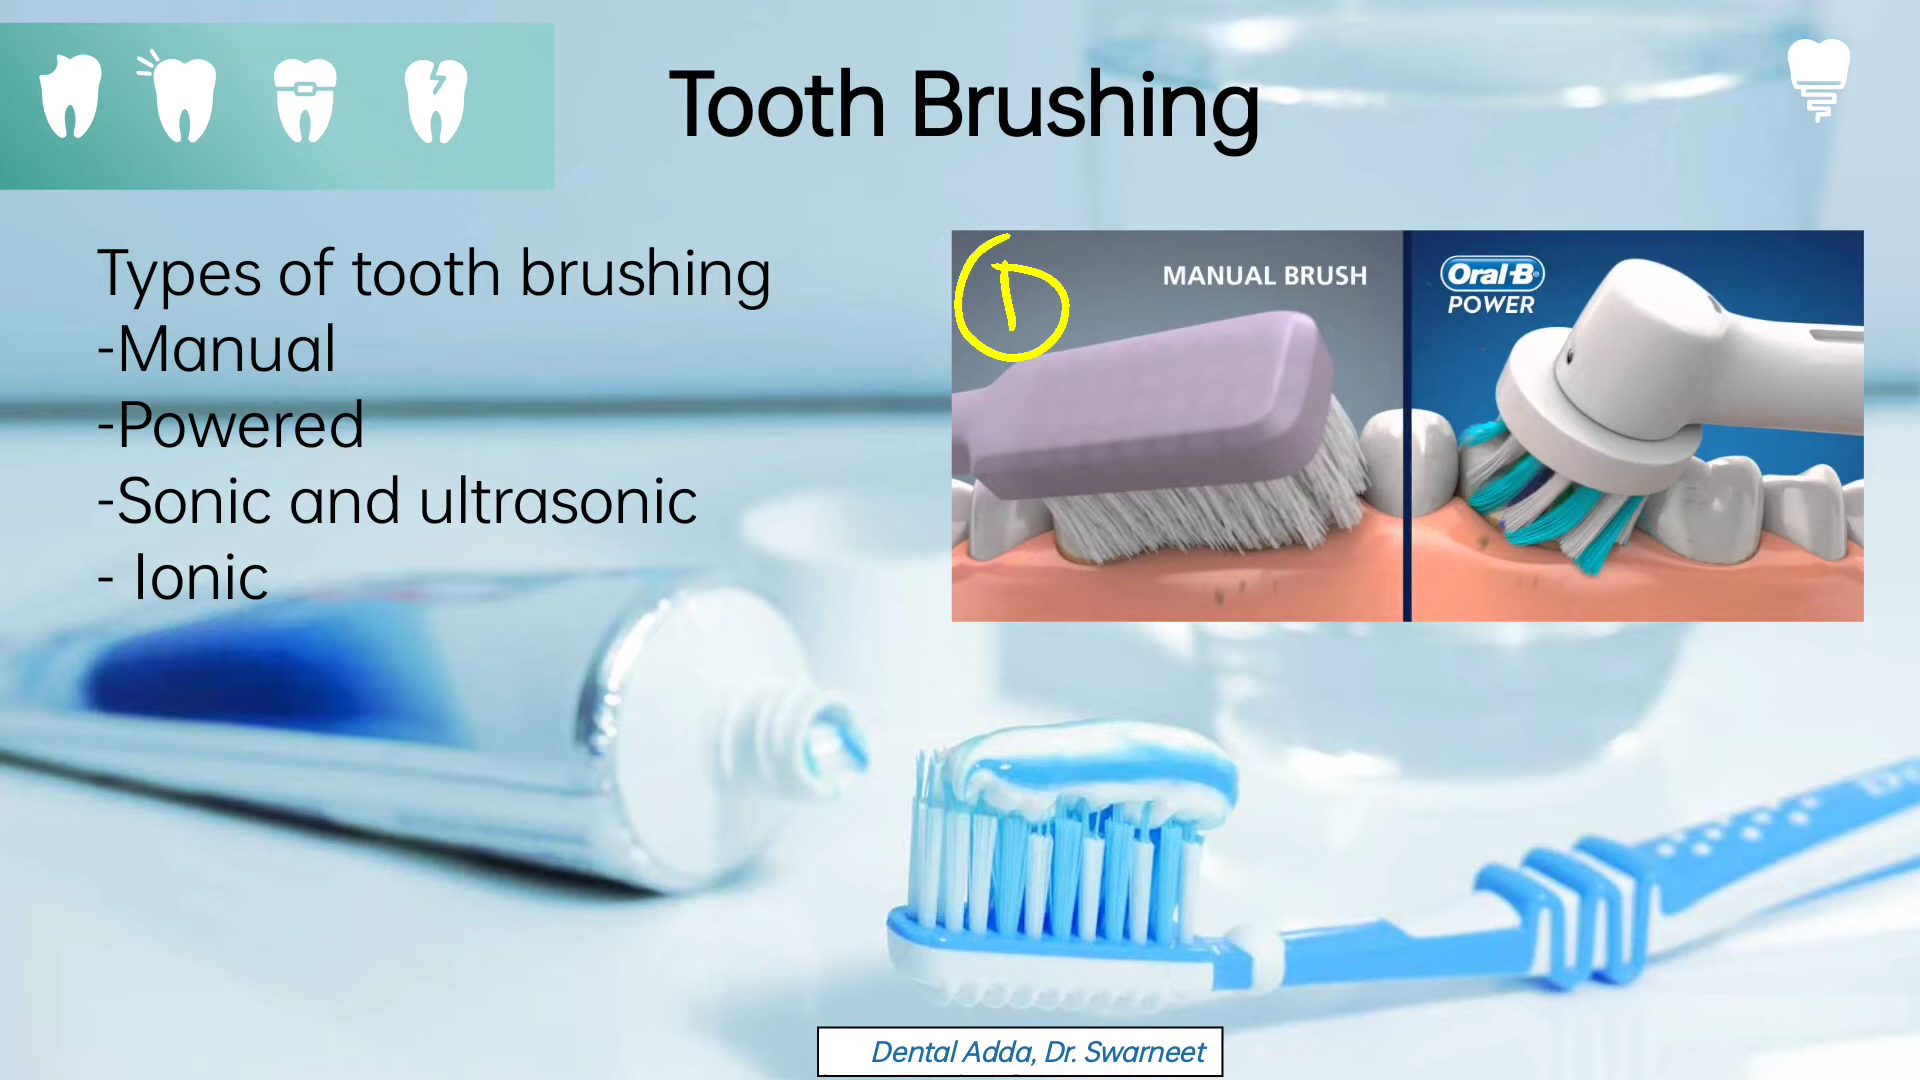 Tooth Brushing
Types of tooth brushing
-Manual
-Powered
-Sonic and ultrasonic
- Ionic
1
MANUAL BRUSH
Oral-B
POWER
Dental Adda, Dr. Swarneet